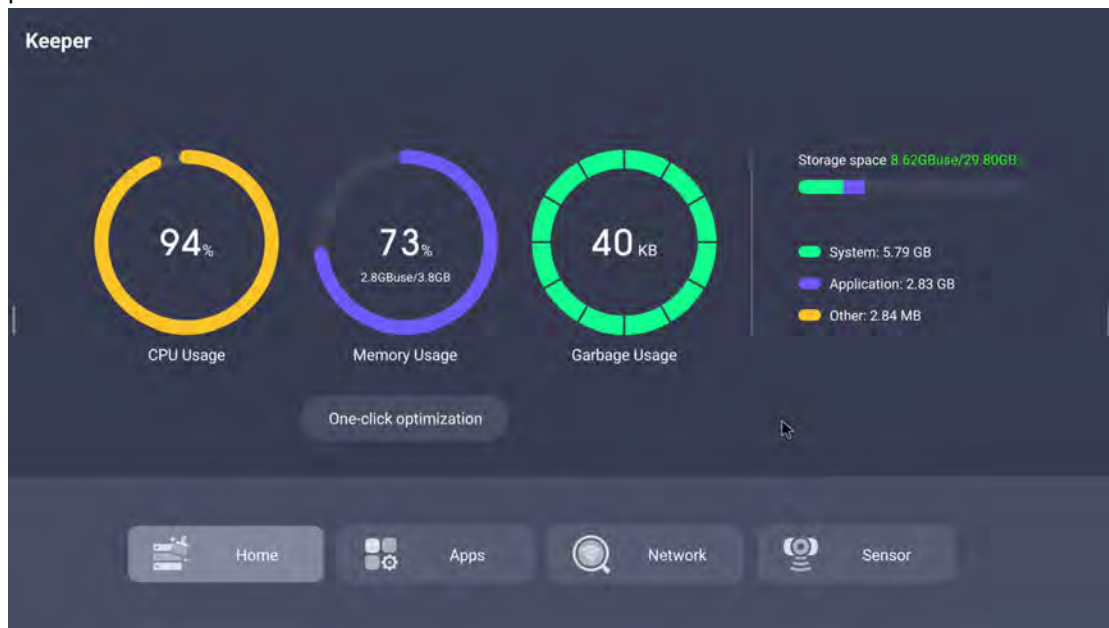 Keeper
94%
CPU Usage
73%
2.8GBuse/3.8GB
Memory Usage
40 KB
Garbage Usage
Storage space 8.62GBuse/29.80GB
System: 5.79 GB
Application: 2.83 GB
Other: 2.84 MB
One-click optimization
Home
Apps
Network
Sensor